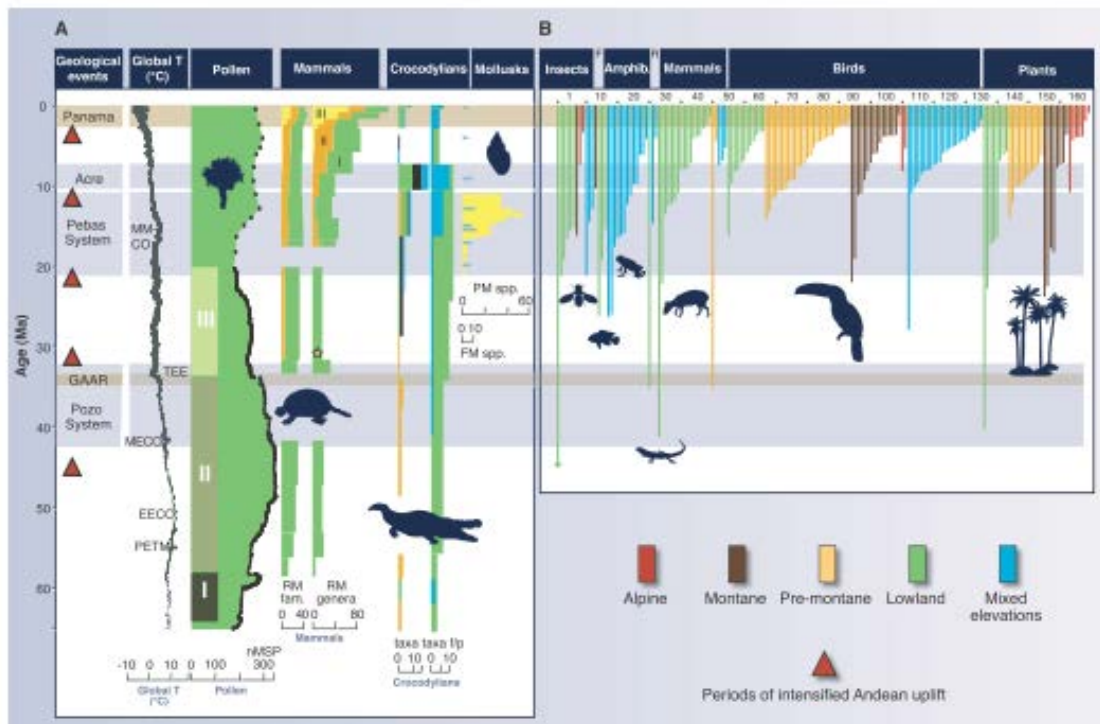 A
B
Geological events
Global T (°C)
Pollen
Mammals
Crocodylians
Mollusks
Insects
F
Amphib.
R
Mammals
Birds
Plants
1 10 20 30 40 50 60 70 80 90 100 110 120 130 140 150 160
Age (Ma)
0
10
20
30
40
50
60
Panama
Acre
Pebas
System
GAAR
Pozo
System
MM-
CO
TEE
MECO
EECO
PETM
III
II
I
III
II
I
PM spp.
0 60
0 10
FM spp.
RM
fam.
0 40
RM
genera
0 80
Mammals
taxa
0 10
taxa f/p
0 10
Crocodylians
-10 0 10
Global T
(°C)
nMSP
0 100 300
Pollen
Alpine
Montane
Pre-montane
Lowland
Mixed
elevations
Periods of intensified Andean uplift